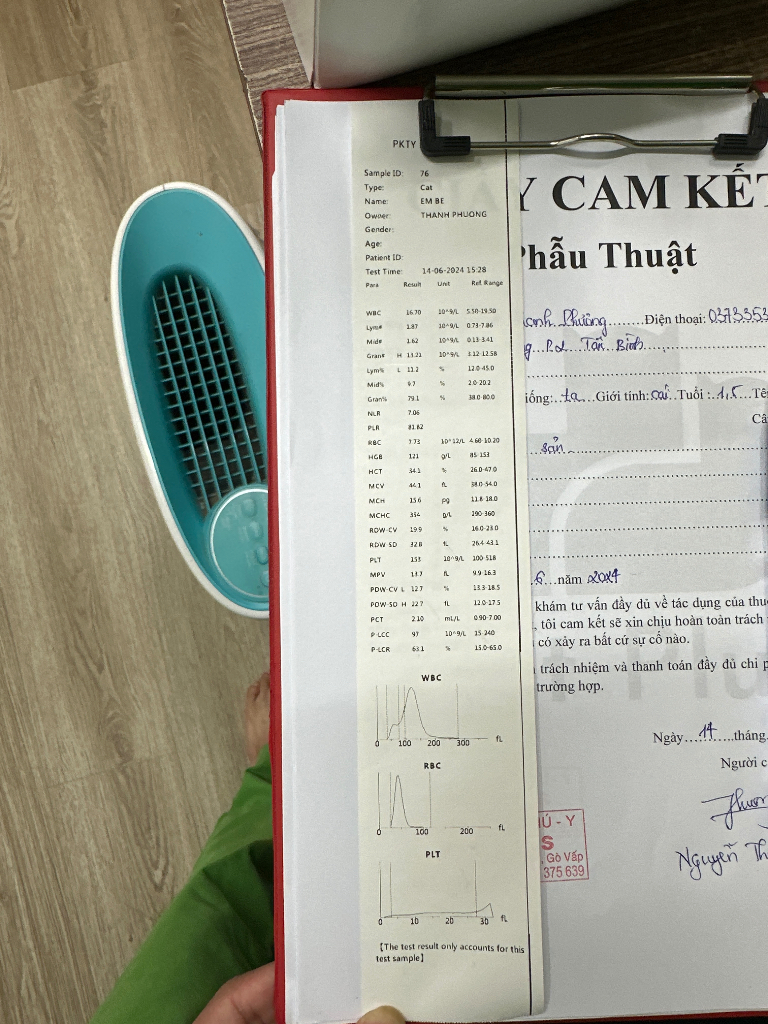 PKTY
Sample ID: 76
Type: Cat
Name: EM BE
Owner: THANH PHUONG
Gender:
Age:
Patient ID:
Test Time: 14-06-2024 15:28
Para Result Unit Ref. Range
WBC 16.70 10^9/L 5.50-19.50
Lym# 1.87 10^9/L 0.73-7.86
Mid# 1.62 10^9/L 0.13-3.41
Gran# H 13.21 10^9/L 3.12-12.58
Lym% L 11.2 % 12.0-45.0
Mid% 9.7 % 2.0-20.2
Gran% 79.1 % 38.0-80.0
NLR 7.06
PLR 81.82
RBC 7.73 10^12/L 4.60-10.20
HGB 121 g/L 85-153
HCT 34.1 % 26.0-47.0
MCV 44.1 fL 38.0-54.0
MCH 15.6 pg 11.8-18.0
MCHC 354 g/L 290-360
RDW-CV 19.9 % 16.0-23.0
RDW-SD 32.8 fL 26.4-43.1
PLT 153 10^9/L 100-518
MPV 13.7 fL 9.9-16.3
PDW-CV L 12.7 % 13.3-18.5
PDW-SD H 22.7 fL 12.0-17.5
PCT 2.10 mL/L 0.90-7.00
P-LCC 97 10^9/L 35-240
P-LCR 63.1 % 15.0-65.0
WBC
0 100 200 300 fL
RBC
0 100 200 fL
PLT
0 10 20 30 fL
【The test result only accounts for this
test sample】
Y CAM KẾT
Phẫu Thuật
Phương Điện thoại: 0373353
Tân Bình
iống: ta Giới tính: cái Tuổi: 1,5 Tê
Câ
sản
6 năm 2024
khám tư vấn đầy dủ về tác dụng của thu
, tôi cam kết sẽ xin chịu hoàn toàn trách
có xảy ra bất cứ sự cố nào.
trách nhiệm và thanh toán đầy đủ chi p
trường hợp.
Ngày 14 tháng
Người c
Ú - Y
S
, Gò Vấp
375 639
Nguyễn Th